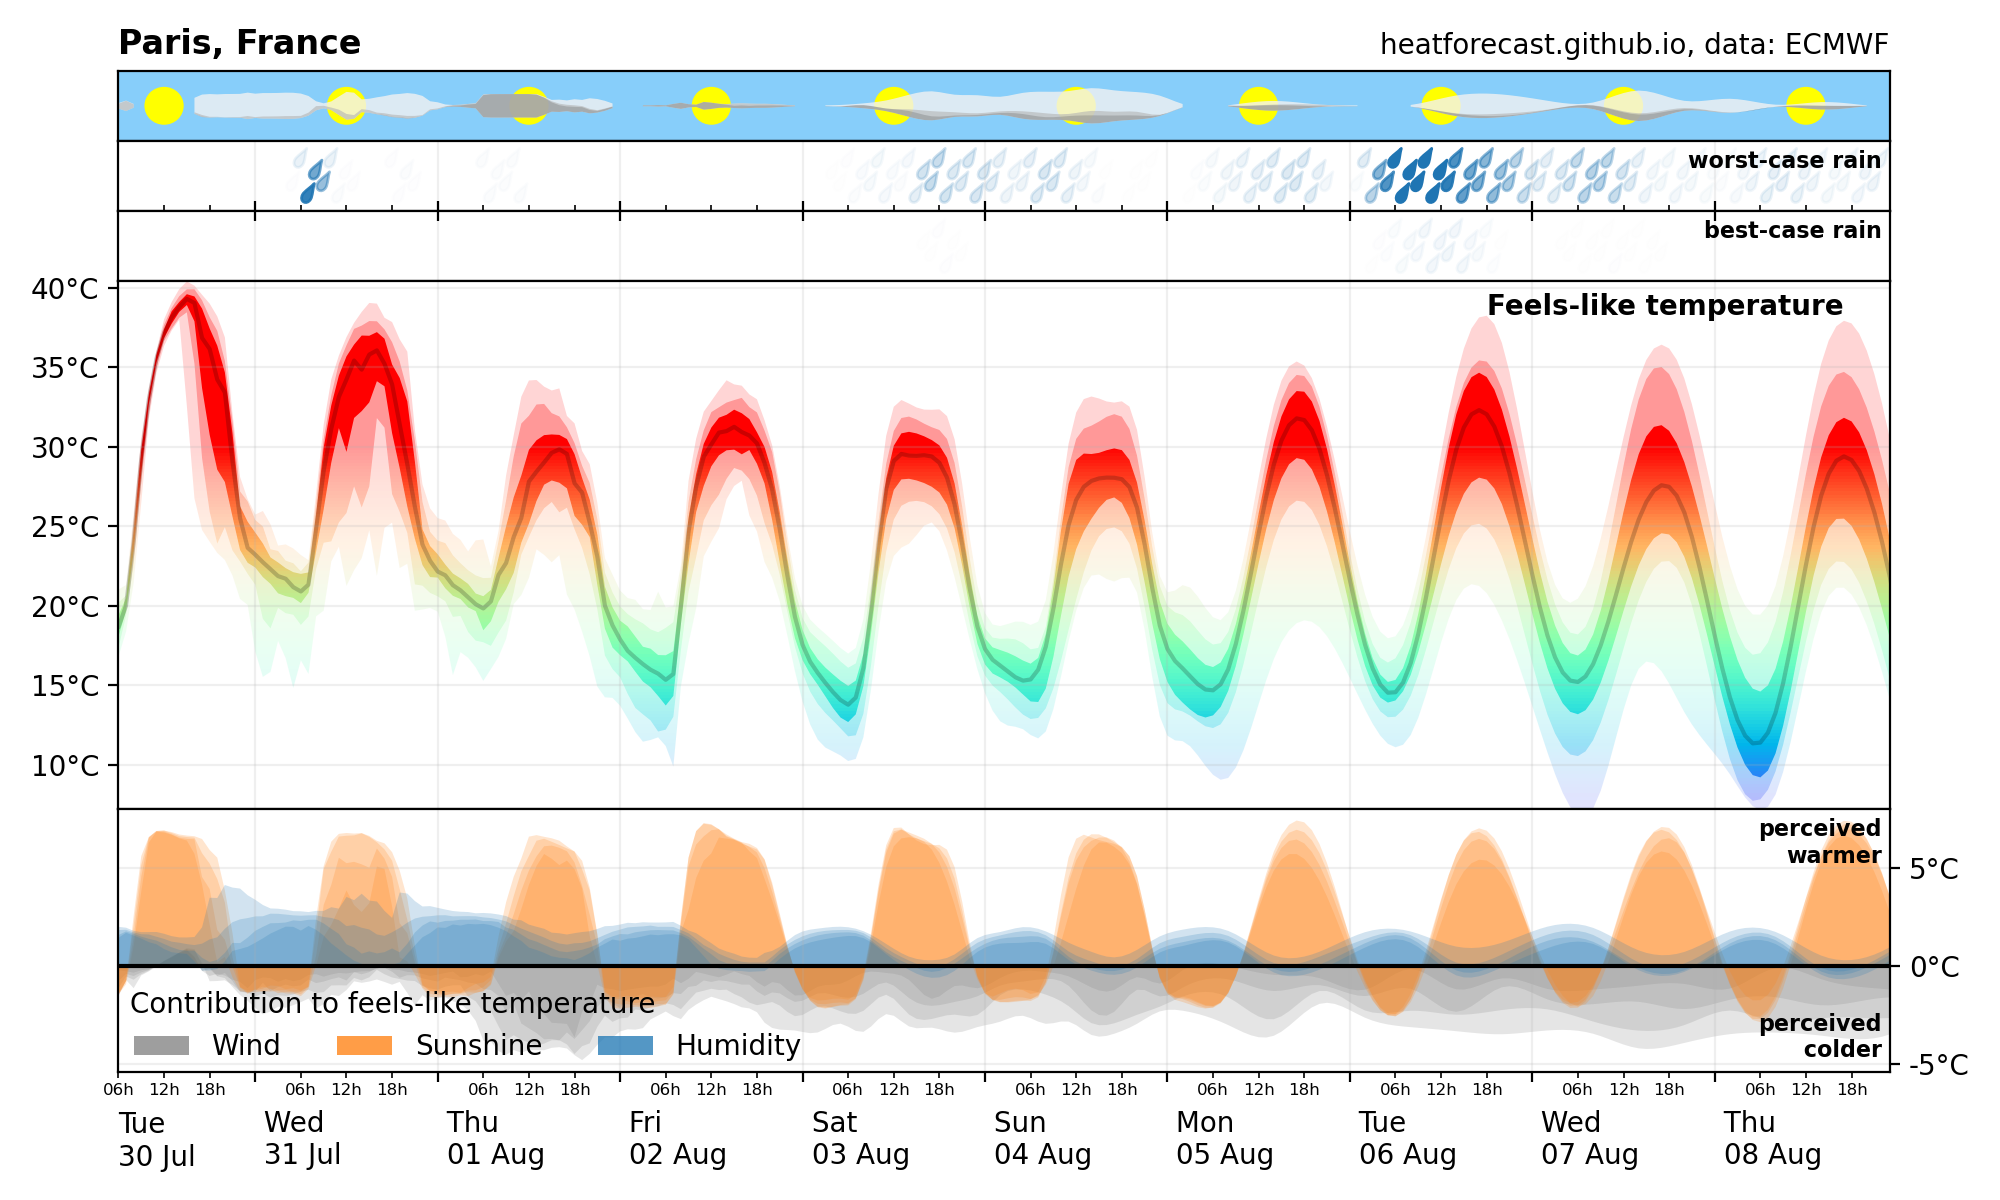 Paris, France
heatforecast.github.io, data: ECMWF
worst-case rain
best-case rain
Feels-like temperature
40°C
35°C
30°C
25°C
20°C
15°C
10°C
perceived
warmer
5°C
0°C
Contribution to feels-like temperature
Wind Sunshine Humidity
perceived
colder
-5°C
06h 12h 18h 06h 12h 18h 06h 12h 18h 06h 12h 18h 06h 12h 18h 06h 12h 18h 06h 12h 18h 06h 12h 18h 06h 12h 18h 06h 12h 18h
Tue Wed Thu Fri Sat Sun Mon Tue Wed Thu
30 Jul 31 Jul 01 Aug 02 Aug 03 Aug 04 Aug 05 Aug 06 Aug 07 Aug 08 Aug